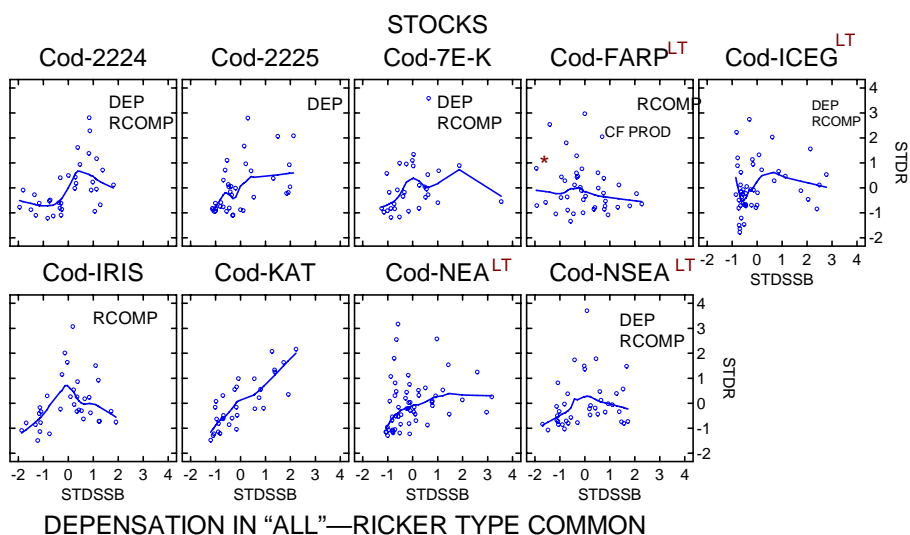 STOCKS
Cod-2224 Cod-2225 Cod-7E-K Cod-FARP LT Cod-ICEG LT
DEP
RCOMP
DEP
DEP
RCOMP
RCOMP
CF PROD
*
DEP
RCOMP
4
3
2
1
0
-1
-2
STDR
-2 -1 0 1 2 3 4
STDSSB
Cod-IRIS Cod-KAT Cod-NEA LT Cod-NSEA LT
RCOMP
DEP
RCOMP
4
3
2
1
0
-1
-2
STDR
-2 -1 0 1 2 3 4 -2 -1 0 1 2 3 4 -2 -1 0 1 2 3 4 -2 -1 0 1 2 3 4
STDSSB STDSSB STDSSB STDSSB
DEPENSATION IN “ALL”—RICKER TYPE COMMON